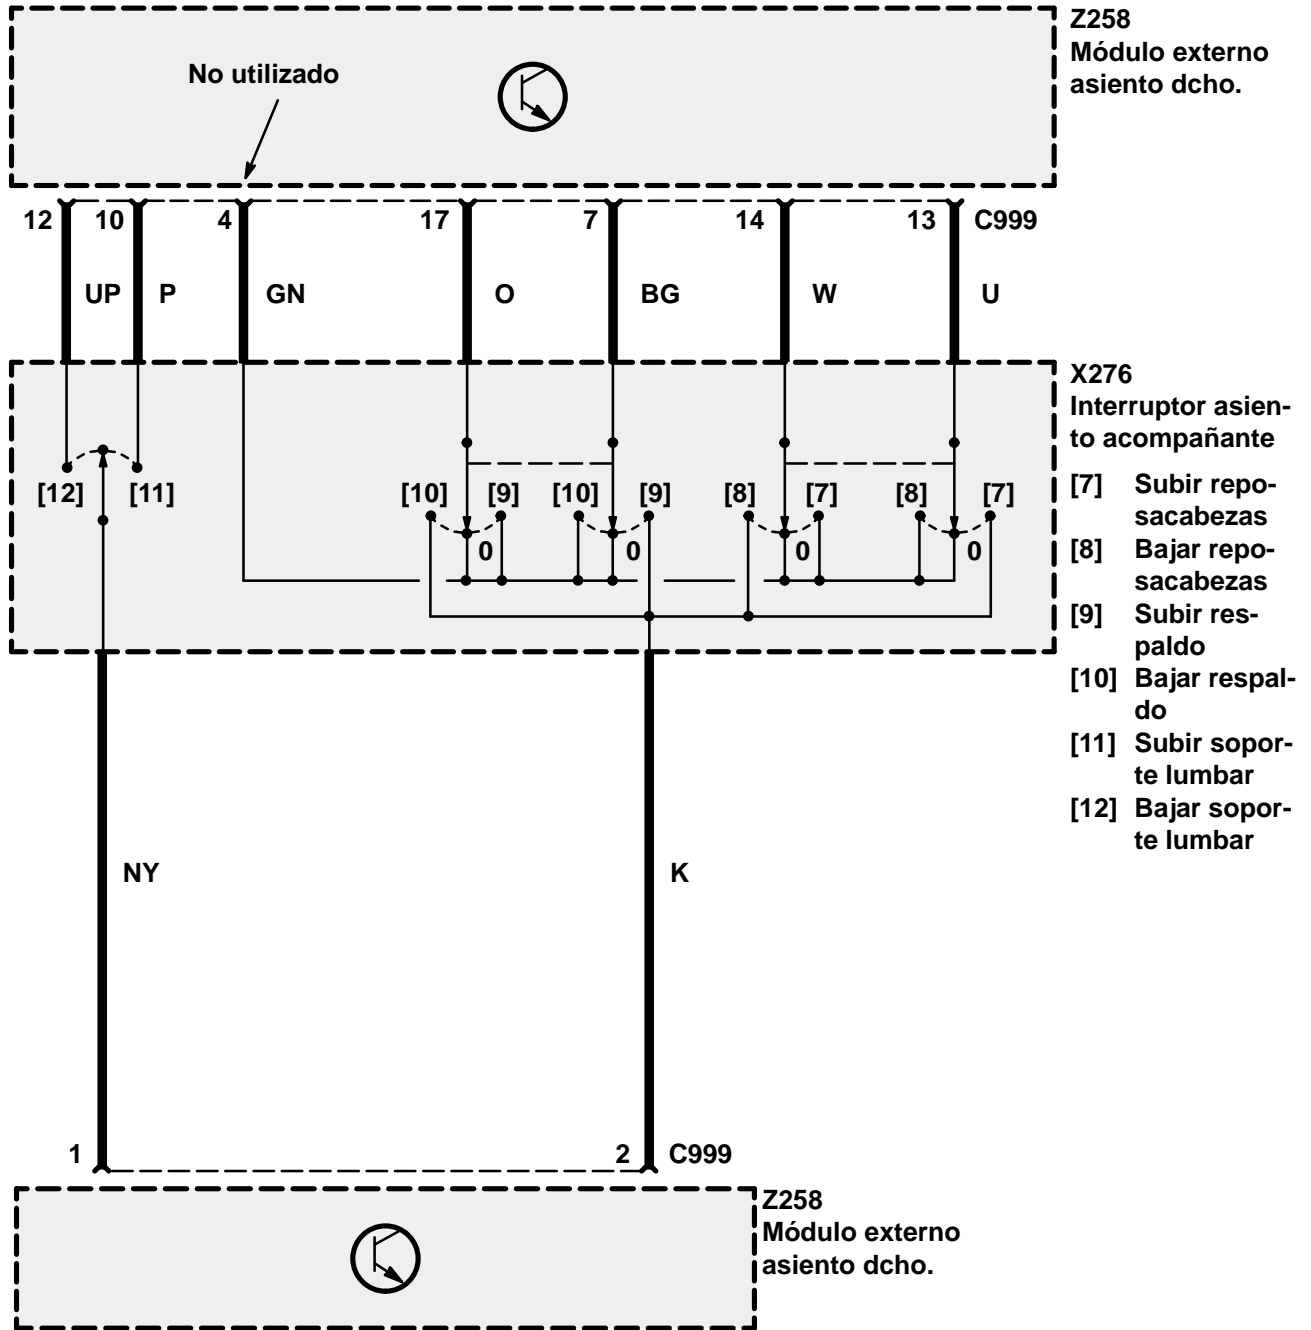 Z258
Módulo externo
asiento dcho.
No utilizado
12 10 4 17 7 14 13 C999
UP P GN O BG W U
X276
Interruptor asien-
to acompañante
[7] Subir repo-
sacabezas
[8] Bajar repo-
sacabezas
[9] Subir res-
paldo
[10] Bajar respal-
do
[11] Subir sopor-
te lumbar
[12] Bajar sopor-
te lumbar
[12] [11] [10] [9] [10] [9] [8] [7] [8] [7]
0 0 0 0
NY K
1 2 C999
Z258
Módulo externo
asiento dcho.